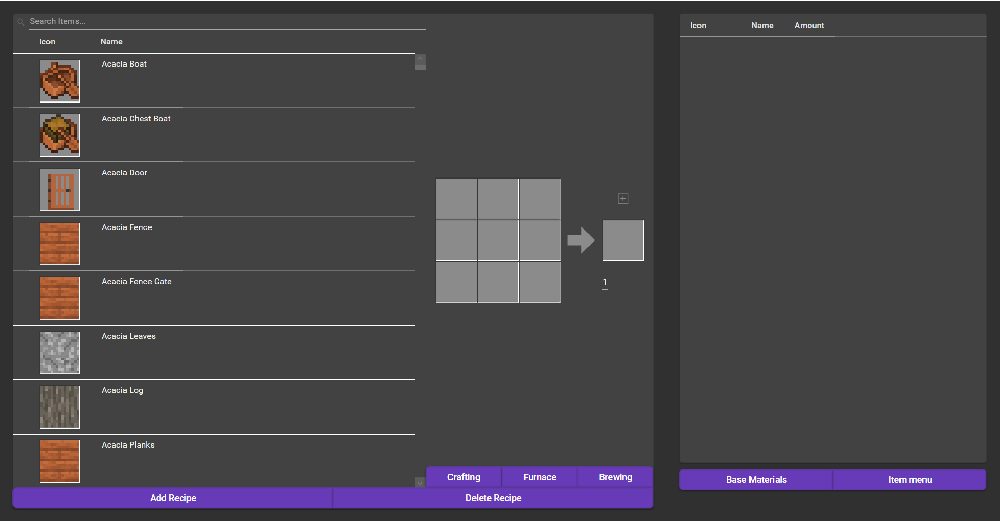 Search Items...
Icon Name
Acacia Boat
Acacia Chest Boat
Acacia Door
Acacia Fence
Acacia Fence Gate
Acacia Leaves
Acacia Log
Acacia Planks
1
Crafting Furnace Brewing
Add Recipe Delete Recipe
Icon Name Amount
Base Materials Item menu